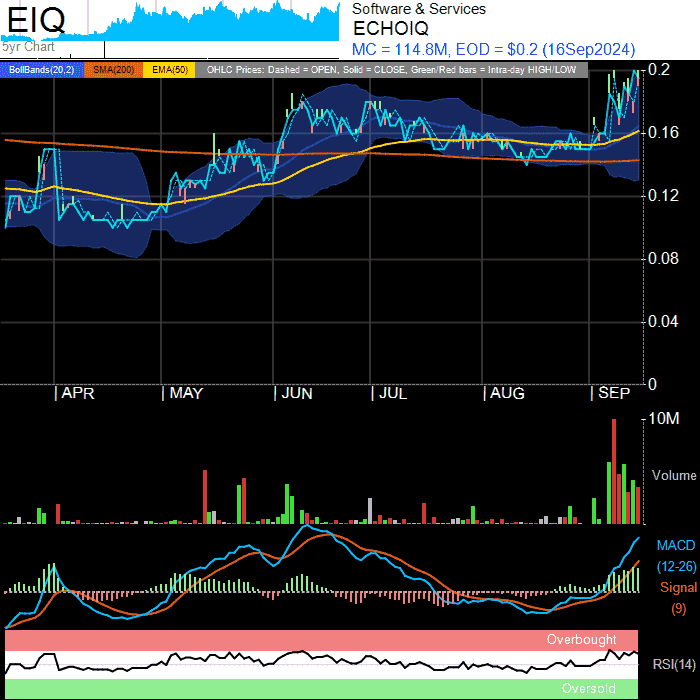 EIQ
5yr Chart
Software & Services
ECHOIQ
MC = 114.8M, EOD = $0.2 (16Sep2024)
BollBands(20,2) SMA(200) EMA(50) OHLC Prices: Dashed = OPEN, Solid = CLOSE, Green/Red bars = Intra-day HIGH/LOW
0.2
0.16
0.12
0.08
0.04
0
APR MAY JUN JUL AUG SEP
10M
Volume
MACD
(12-26)
Signal
(9)
Overbought
RSI(14)
Oversold